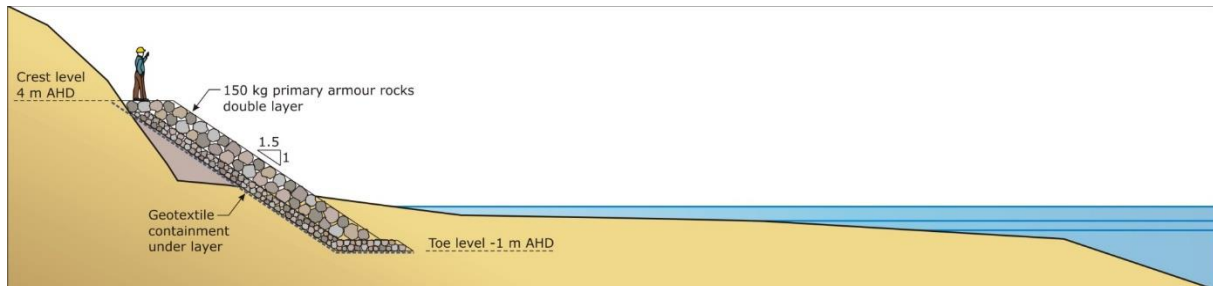 Crest level
4 m AHD
150 kg primary armour rocks
double layer
1.5
1
Geotextile
containment
under layer
Toe level -1 m AHD